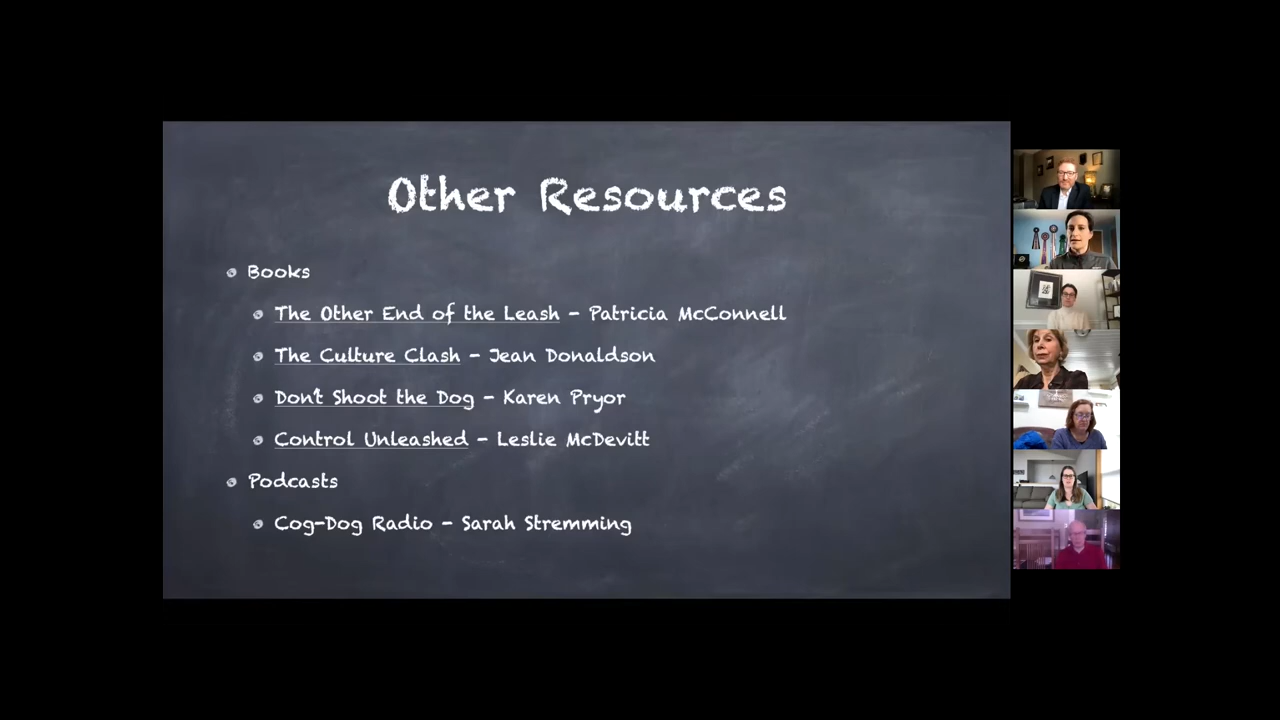 Other Resources
Books
The Other End of the Leash - Patricia McConnell
The Culture Clash - Jean Donaldson
Don't Shoot the Dog - Karen Pryor
Control Unleashed - Leslie McDevitt
Podcasts
Cog-Dog Radio - Sarah Stremming